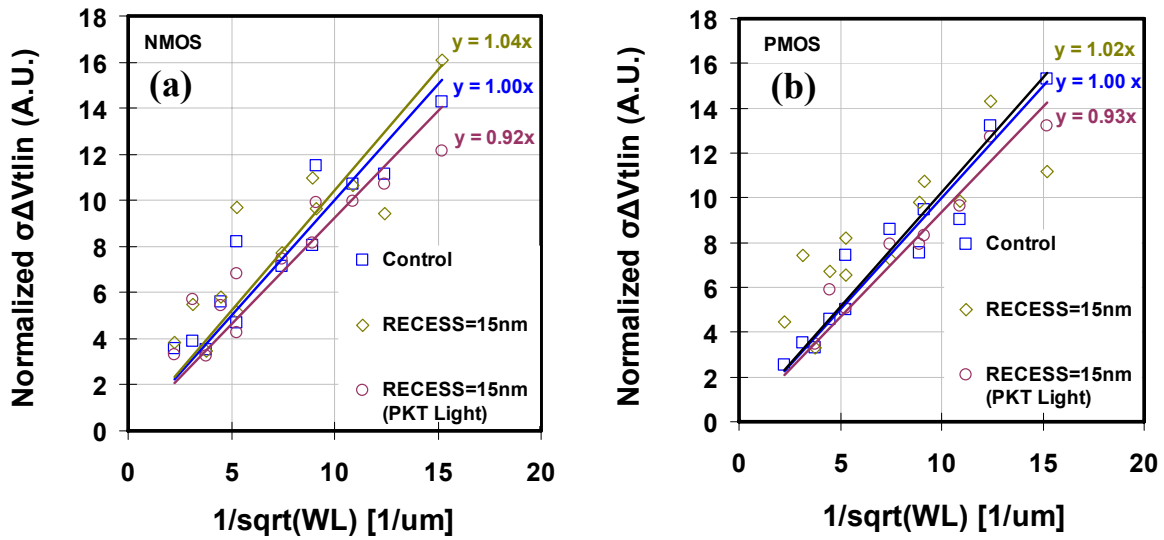 Normalized σΔVtlin (A.U.)
18
16
14
12
10
8
6
4
2
0
NMOS
(a)
y = 1.04x
y = 1.00x
y = 0.92x
Control
RECESS=15nm
RECESS=15nm
(PKT Light)
0 5 10 15 20
1/sqrt(WL) [1/um]
Normalized σΔVtlin (A.U.)
18
16
14
12
10
8
6
4
2
0
PMOS
(b)
y = 1.02x
y = 1.00 x
y = 0.93x
Control
RECESS=15nm
RECESS=15nm
(PKT Light)
0 5 10 15 20
1/sqrt(WL) [1/um]